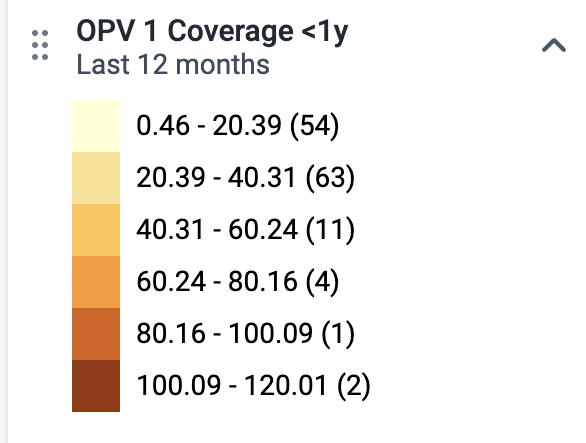 OPV 1 Coverage <1y
Last 12 months
0.46 - 20.39 (54)
20.39 - 40.31 (63)
40.31 - 60.24 (11)
60.24 - 80.16 (4)
80.16 - 100.09 (1)
100.09 - 120.01 (2)